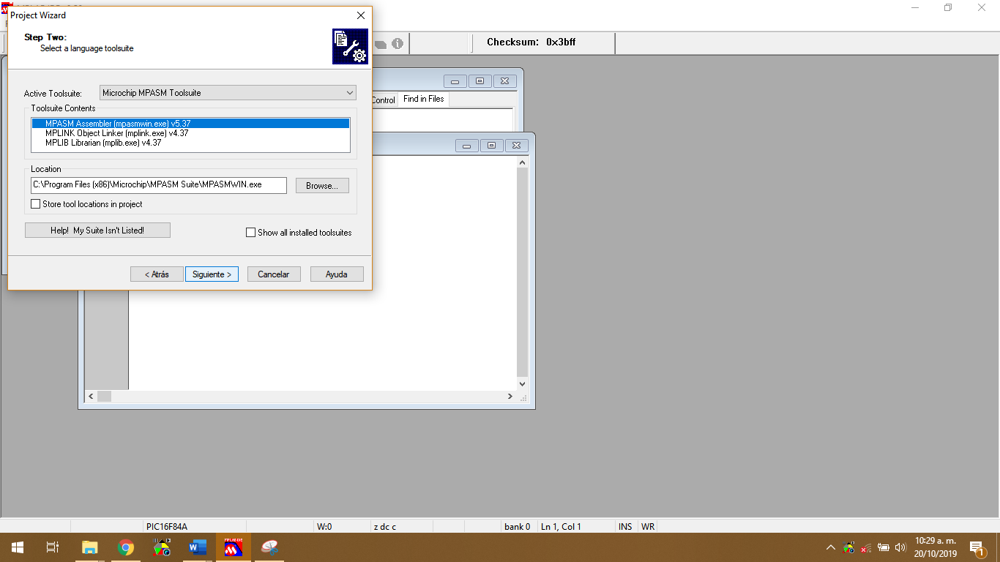 Project Wizard
Step Two:
Select a language toolsuite
Checksum: 0x3bff
Active Toolsuite: Microchip MPASM Toolsuite
Control Find in Files
Toolsuite Contents
MPASM Assembler (mpasmwin.exe) v5.37
MPLINK Object Linker (mplink.exe) v4.37
MPLIB Librarian (mplib.exe) v4.37
Location
C:\Program Files (x86)\Microchip\MPASM Suite\MPASMWIN.exe Browse...
Store tool locations in project
Help! My Suite Isn't Listed! Show all installed toolsuites
< Atrás Siguiente > Cancelar Ayuda
PIC16F84A W:0 z dc c bank 0 Ln 1, Col 1 INS WR
10:29 a. m.
20/10/2019
1